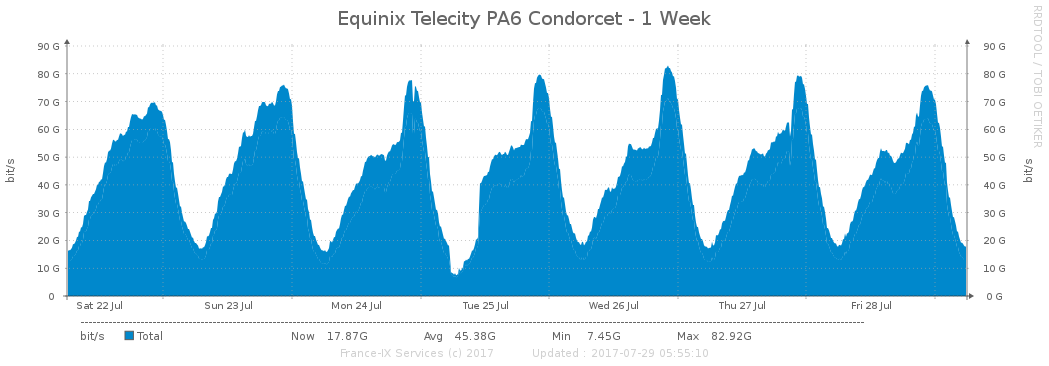 Equinix Telecity PA6 Condorcet - 1 Week
RRDTOOL / TOBI OETIKER
90 G 90 G
80 G 80 G
70 G 70 G
60 G 60 G
50 G 50 G
40 G 40 G
30 G 30 G
20 G 20 G
10 G 10 G
0 0 G
bit/s bit/s
Sat 22 Jul Sun 23 Jul Mon 24 Jul Tue 25 Jul Wed 26 Jul Thu 27 Jul Fri 28 Jul
bit/s Total Now 17.87G Avg 45.38G Min 7.45G Max 82.92G
France-IX Services (c) 2017 Updated : 2017-07-29 05:55:10